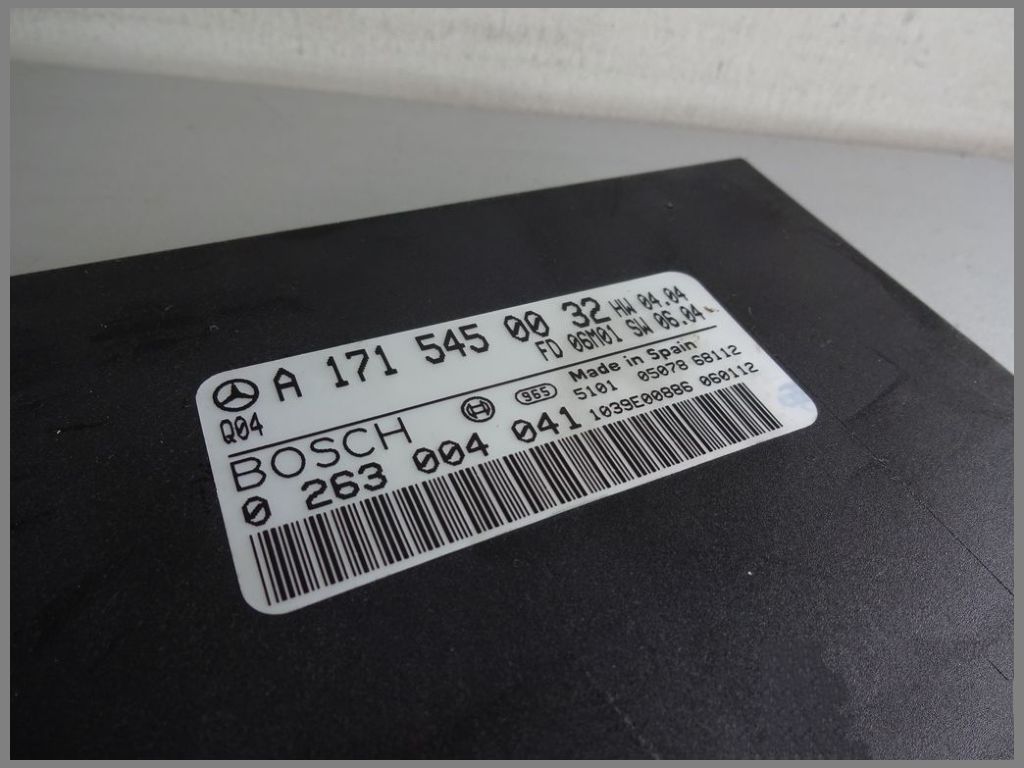 A 171 545 00 32 HW 04.04
Q04 FD 06M01 SW 06.04
BOSCH 965 Made in Spain
5101 05078 68112
0 263 004 041 1039E00886 060112